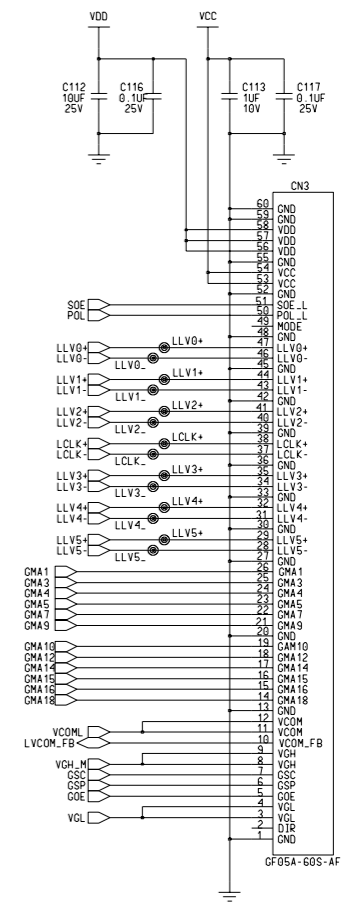 VDD VCC
C112 10UF 25V
C116 0.1UF 25V
C113 1UF 10V
C117 0.1UF 25V
CN3
60 GND
59 GND
58 VDD
57 VDD
56 VDD
55 GND
54 VCC
53 VCC
52 GND
SOE 51 SOE_L
POL 50 POL_L
49 MODE
48 GND
LLV0+ LLV0+ 47 LLV0+
LLV0- LLV0_ 46 LLV0-
45 GND
LLV1+ LLV1+ 44 LLV1+
LLV1- LLV1_ 43 LLV1-
42 GND
LLV2+ LLV2+ 41 LLV2+
LLV2- LLV2_ 40 LLV2-
39 GND
LCLK+ LCLK+ 38 LCLK+
LCLK- LCLK_ 37 LCLK-
36 GND
LLV3+ LLV3+ 35 LLV3+
LLV3- LLV3_ 34 LLV3-
33 GND
LLV4+ LLV4+ 32 LLV4+
LLV4- LLV4_ 31 LLV4-
30 GND
LLV5+ LLV5+ 29 LLV5+
LLV5- LLV5_ 28 LLV5-
27 GND
GMA1 26 GMA1
GMA3 25 GMA3
GMA4 24 GMA4
GMA5 23 GMA5
GMA7 22 GMA7
GMA9 21 GMA9
20 GND
GMA10 19 GAM10
GMA12 18 GMA12
GMA14 17 GMA14
GMA15 16 GMA15
GMA16 15 GMA16
GMA18 14 GMA18
13 GND
12 VCOM
VCOML 11 VCOM
LVCOM_FB 10 VCOM_FB
9 VGH
VGH_M 8 VGH
GSC 7 GSC
GSP 6 GSP
GOE 5 GOE
4 VGL
VGL 3 VGL
2 DIR
1 GND
GF05A-60S-AF